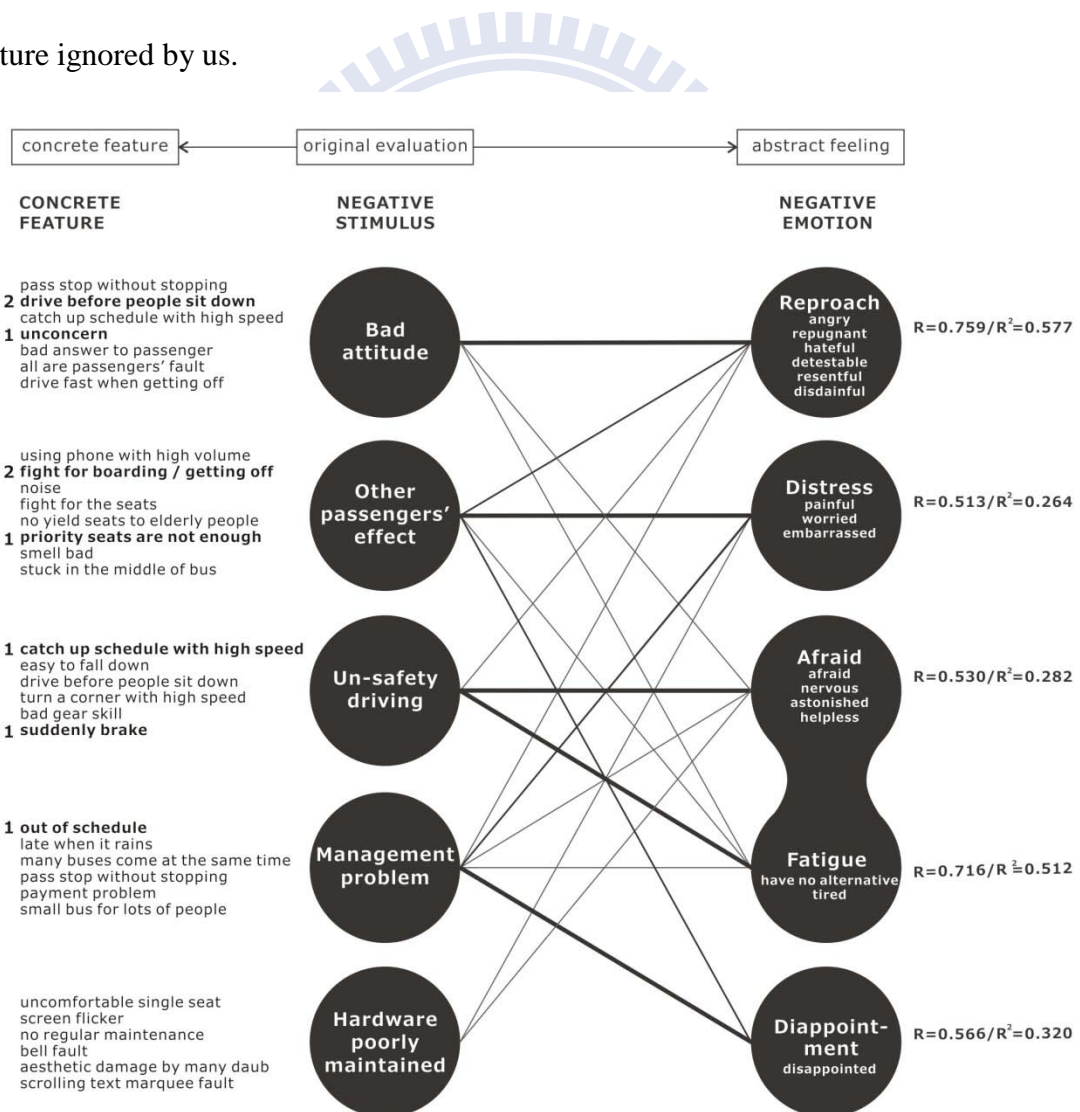 ture ignored by us.
concrete feature
original evaluation
abstract feeling
CONCRETE
FEATURE
NEGATIVE
STIMULUS
NEGATIVE
EMOTION
pass stop without stopping
2 drive before people sit down
catch up schedule with high speed
1 unconcern
bad answer to passenger
all are passengers’ fault
drive fast when getting off
Bad
attitude
Reproach
angry
repugnant
hateful
detestable
resentful
disdainful
R=0.759/R²=0.577
using phone with high volume
2 fight for boarding / getting off
noise
fight for the seats
no yield seats to elderly people
1 priority seats are not enough
smell bad
stuck in the middle of bus
Other
passengers’
effect
Distress
painful
worried
embarrassed
R=0.513/R²=0.264
1 catch up schedule with high speed
easy to fall down
drive before people sit down
turn a corner with high speed
bad gear skill
1 suddenly brake
Un-safety
driving
Afraid
afraid
nervous
astonished
helpless
R=0.530/R²=0.282
1 out of schedule
late when it rains
many buses come at the same time
pass stop without stopping
payment problem
small bus for lots of people
Management
problem
Fatigue
have no alternative
tired
R=0.716/R²=0.512
uncomfortable single seat
screen flicker
no regular maintenance
bell fault
aesthetic damage by many daub
scrolling text marquee fault
Hardware
poorly
maintained
Diappoint-
ment
disappointed
R=0.566/R²=0.320